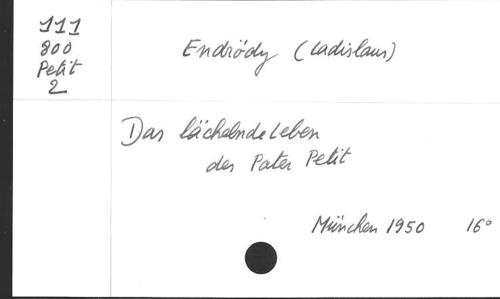 111
800
Petit
2
Endrödy (Ladislaus)
Das lächelnde Leben
des Pater Petit
München 1950 16°